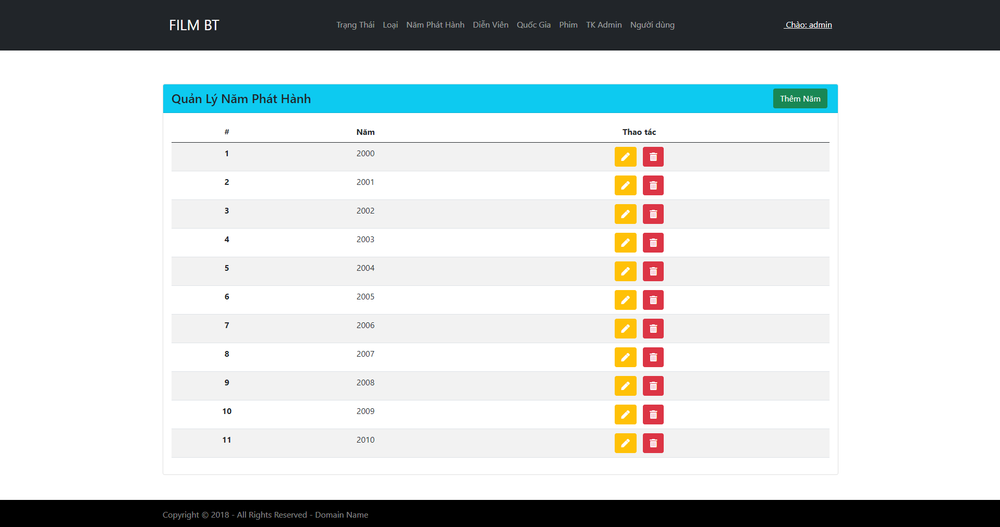 FILM BT
Trạng Thái Loại Năm Phát Hành Diễn Viên Quốc Gia Phim TK Admin Người dùng
Chào: admin
Quản Lý Năm Phát Hành
Thêm Năm
# Năm Thao tác
1 2000
2 2001
3 2002
4 2003
5 2004
6 2005
7 2006
8 2007
9 2008
10 2009
11 2010
Copyright © 2018 - All Rights Reserved - Domain Name